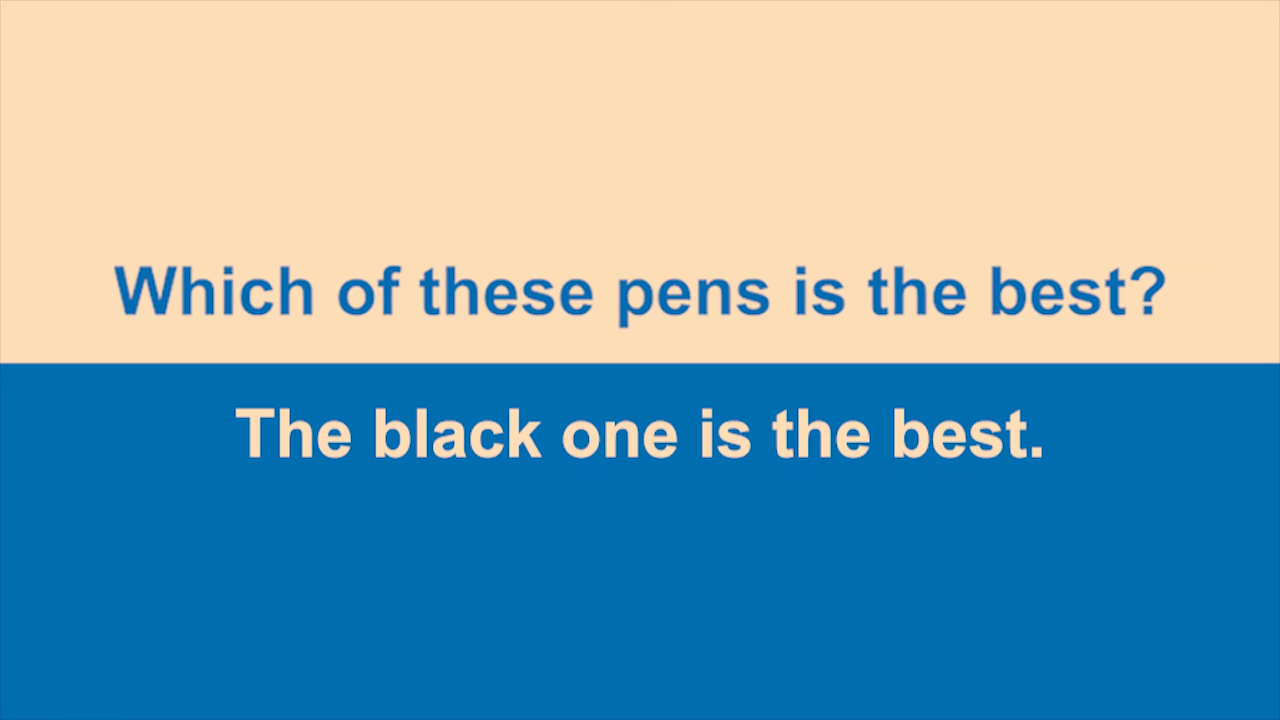 Which of these pens is the best?
The black one is the best.